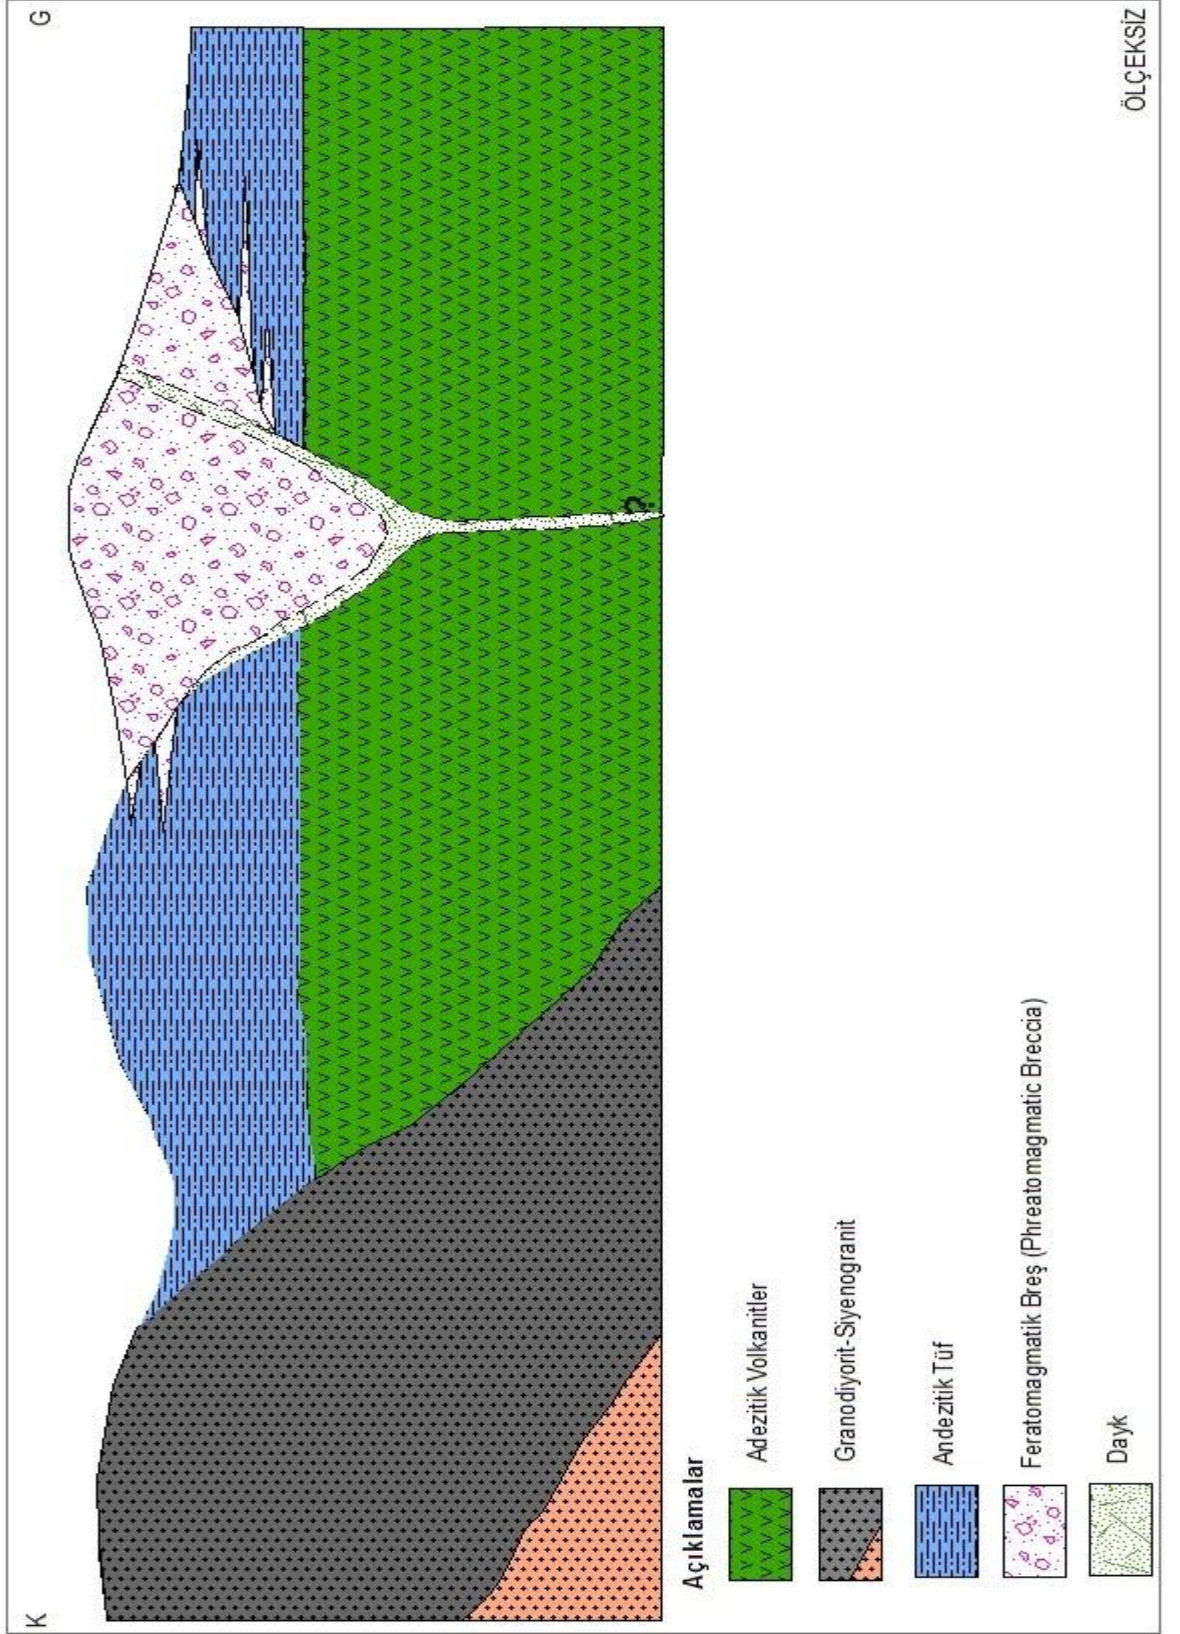 K
G
?
Açıklamalar
Adezitik Volkanitler
Granodiyorit-Siyenogranit
Andezitik Tüf
Feratomagmatik Breş (Phreatomagmatic Breccia)
Dayk
ÖLÇEKSİZ